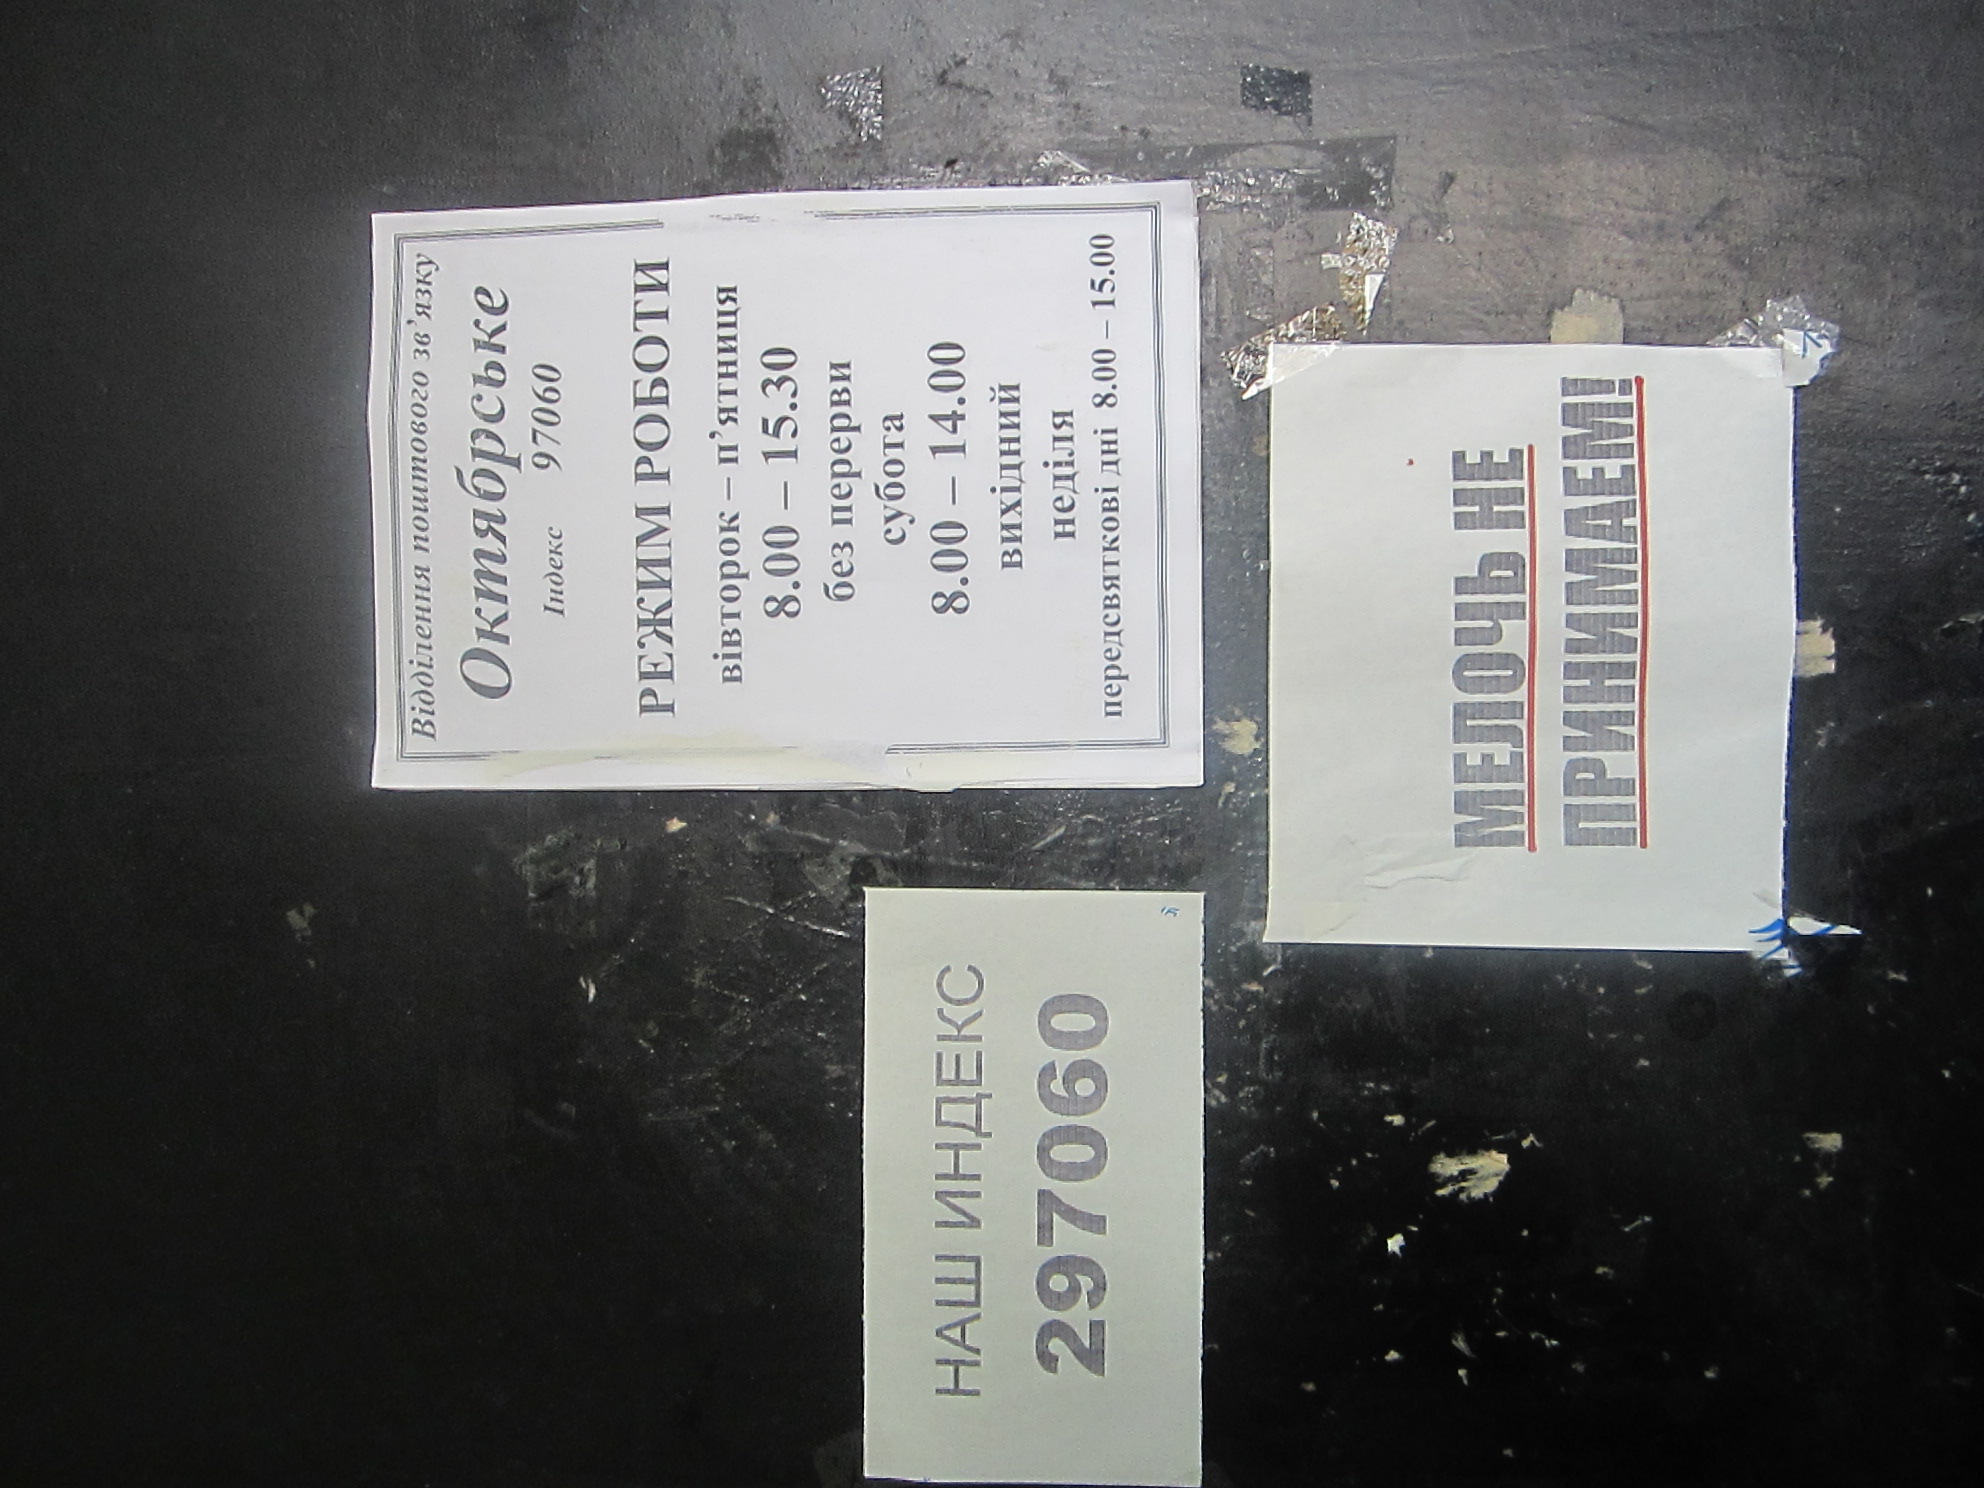 Відділення поштового зв'язку
Октябрське
Індекс 97060
РЕЖИМ РОБОТИ
вівторок – п'ятниця
8.00 – 15.30
без перерви
субота
8.00 – 14.00
вихідний
неділя
передсвяткові дні 8.00 – 15.00
НАШ ИНДЕКС
297060
МЕЛОЧЬ НЕ
ПРИНИМАЕМ!